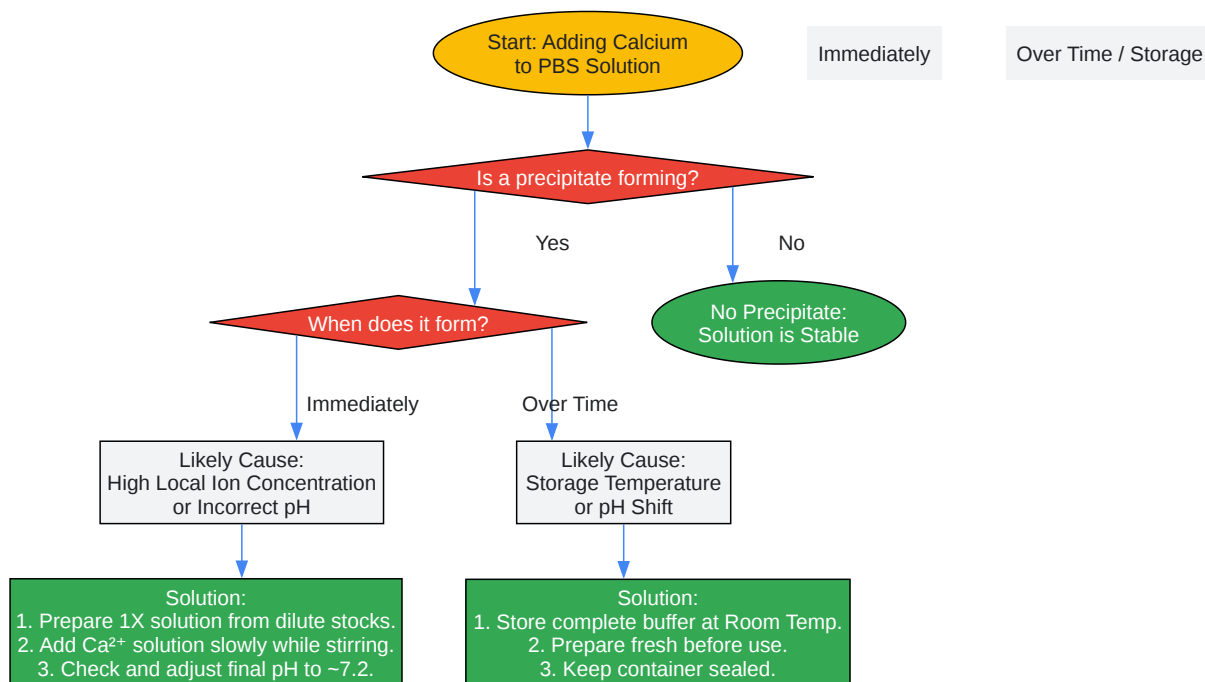 Start: Adding Calcium
to PBS Solution
Immediately
Over Time / Storage
Is a precipitate forming?
Yes
No
No Precipitate:
Solution is Stable
When does it form?
Immediately
Over Time
Likely Cause:
High Local Ion Concentration
or Incorrect pH
Likely Cause:
Storage Temperature
or pH Shift
Solution:
1. Prepare 1X solution from dilute stocks.
2. Add Ca²⁺ solution slowly while stirring.
3. Check and adjust final pH to ~7.2.
Solution:
1. Store complete buffer at Room Temp.
2. Prepare fresh before use.
3. Keep container sealed.